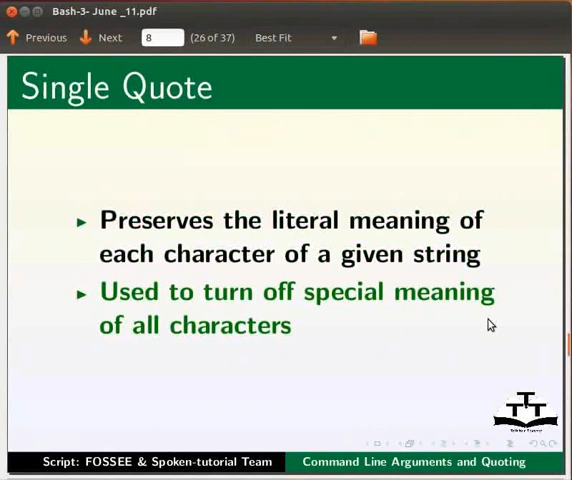 Bash-3- June _11.pdf
Previous Next 8 (26 of 37) Best Fit
Single Quote
Preserves the literal meaning of
each character of a given string
Used to turn off special meaning
of all characters
Script: FOSSEE & Spoken-tutorial Team Command Line Arguments and Quoting